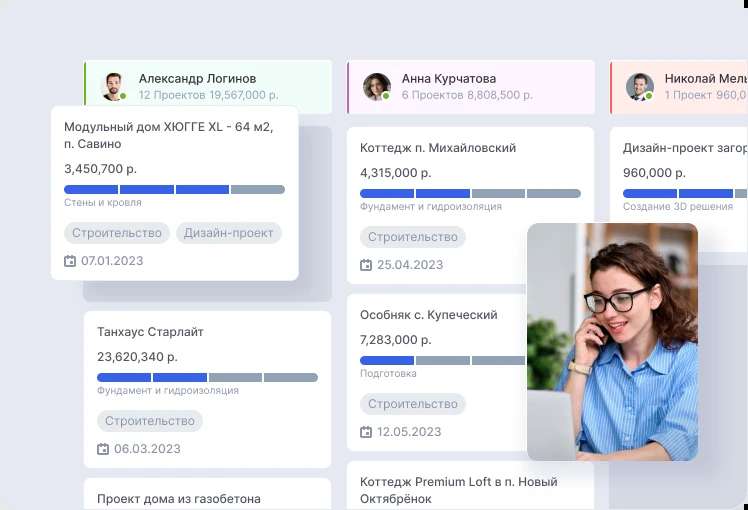 Александр Логинов
12 Проектов 19,567,000 р.
Модульный дом ХЮГГЕ XL - 64 м2,
п. Савино
3,450,700 р.
Стены и кровля
Строительство Дизайн-проект
07.01.2023
Танхаус Старлайт
23,620,340 р.
Фундамент и гидроизоляция
Строительство
06.03.2023
Проект дома из газобетона
Анна Курчатова
6 Проектов 8,808,500 р.
Коттедж п. Михайловский
4,315,000 р.
Фундамент и гидроизоляция
Строительство
25.04.2023
Особняк с. Купеческий
7,283,000 р.
Подготовка
Строительство
12.05.2023
Коттедж Premium Loft в п. Новый
Октябрёнок
Николай Мель
1 Проект 960,0
Дизайн-проект загор
960,000 р.
Создание 3D решения